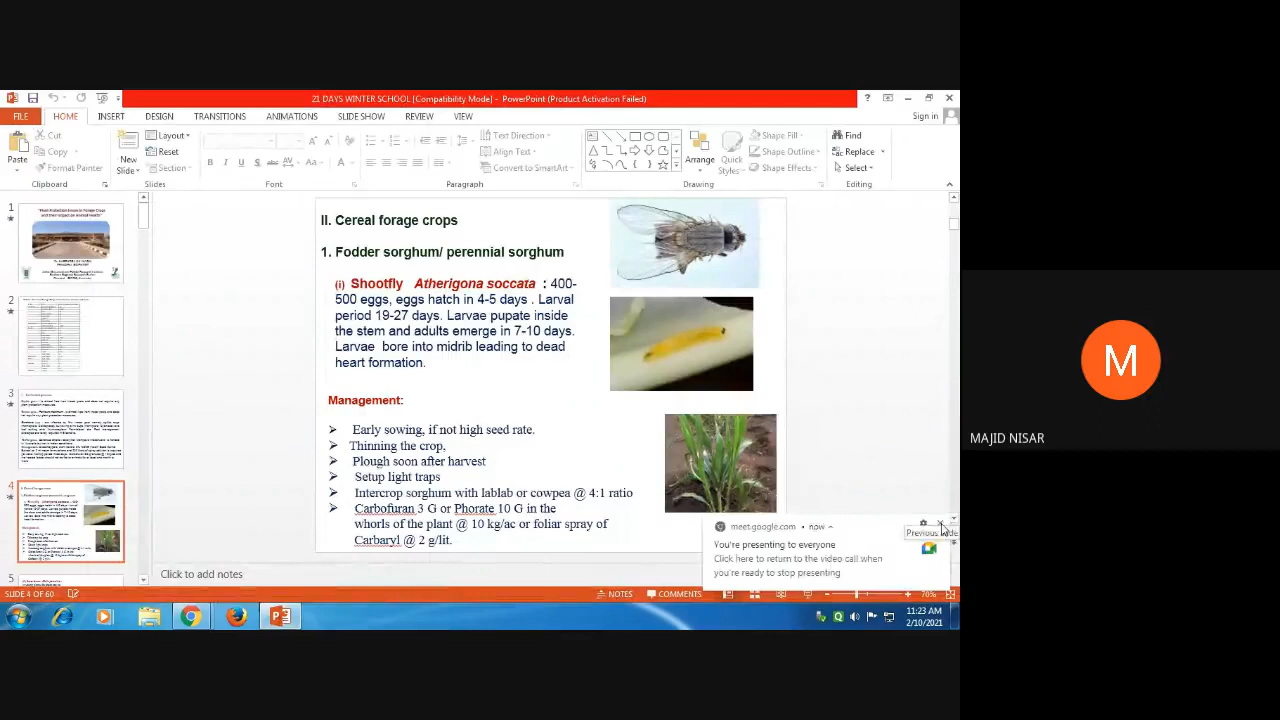 21 DAYS WINTER SCHOOL [Compatibility Mode] - PowerPoint (Product Activation Failed)
?
Sign in
FILE HOME INSERT DESIGN TRANSITIONS ANIMATIONS SLIDE SHOW REVIEW VIEW
Paste
Cut
Copy
Format Painter
Clipboard
New
Slide
Layout
Reset
Section
Slides
B I U S abc AV Aa A
Font
Text Direction
Align Text
Convert to SmartArt
Paragraph
Arrange
Quick
Styles
Shape Fill
Shape Outline
Shape Effects
Drawing
Find
Replace
Select
Editing
1
2
3
4
5
II. Cereal forage crops
1. Fodder sorghum/ perennial sorghum
(i) Shootfly Atherigona soccata : 400-
500 eggs, eggs hatch in 4-5 days . Larval
period 19-27 days. Larvae pupate inside
the stem and adults emerge in 7-10 days.
Larvae bore into midrib leading to dead
heart formation.
Management:
Early sowing, if not high seed rate.
Thinning the crop,
Plough soon after harvest
Setup light traps
Intercrop sorghum with lablab or cowpea @ 4:1 ratio
Carbofuran 3 G or Phorate 10 G in the
whorls of the plant @ 10 kg/ac or foliar spray of
Carbaryl @ 2 g/lit.
meet.google.com • now
You're presenting to everyone
Click here to return to the video call when
you're ready to stop presenting
Click to add notes
SLIDE 4 OF 60
NOTES
COMMENTS
70%
11:23 AM
2/10/2021
M
MAJID NISAR